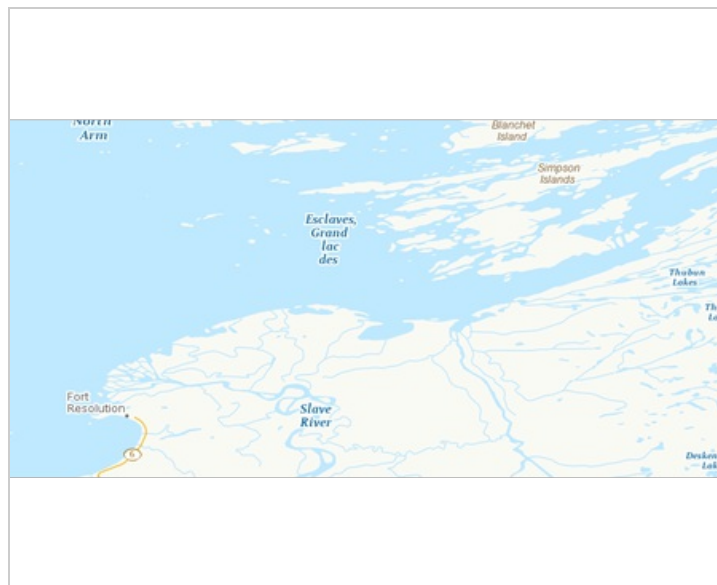 North
Arm
Blanchet
Island
Simpson
Islands
Esclaves,
Grand
lac
des
Thubun
Lakes
Fort
Resolution
Slave
River
6